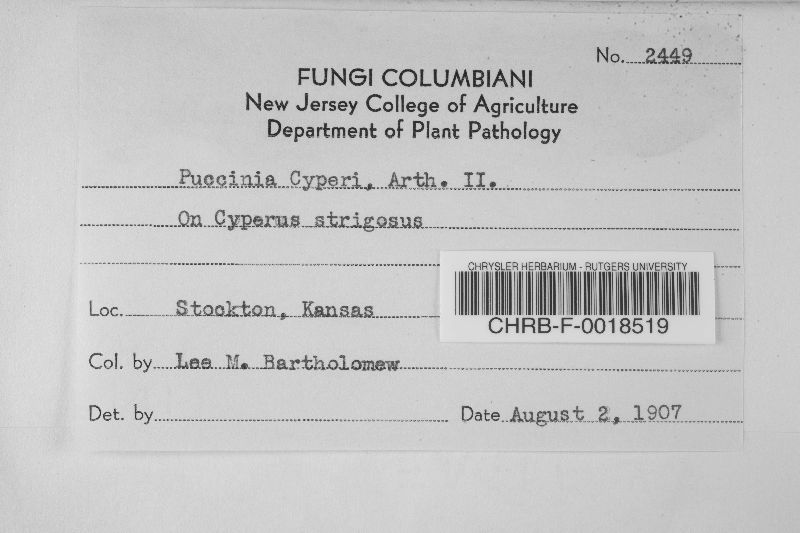 No. 2449
FUNGI COLUMBIANI
New Jersey College of Agriculture
Department of Plant Pathology
Puccinia Cyperi, Arth. II.
On Cyperus strigosus
CHRYSLER HERBARIUM - RUTGERS UNIVERSITY
CHRB-F-0018519
Loc. Stockton, Kansas
Col. by Lee M. Bartholomew
Det. by
Date August 2, 1907